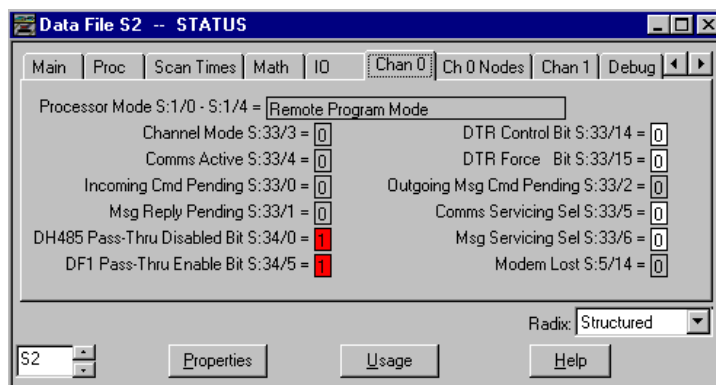 Data File S2 -- STATUS
Main Proc Scan Times Math IO Chan 0 Ch 0 Nodes Chan 1 Debug
Processor Mode S:1/0 - S:1/4 = Remote Program Mode
Channel Mode S:33/3 = 0 DTR Control Bit S:33/14 = 0
Comms Active S:33/4 = 0 DTR Force Bit S:33/15 = 0
Incoming Cmd Pending S:33/0 = 0 Outgoing Msg Cmd Pending S:33/2 = 0
Msg Reply Pending S:33/1 = 0 Comms Servicing Sel S:33/5 = 0
DH485 Pass-Thru Disabled Bit S:34/0 = 1 Msg Servicing Sel S:33/6 = 0
DF1 Pass-Thru Enable Bit S:34/5 = 1 Modem Lost S:5/14 = 0
Radix: Structured
S2 Properties Usage Help